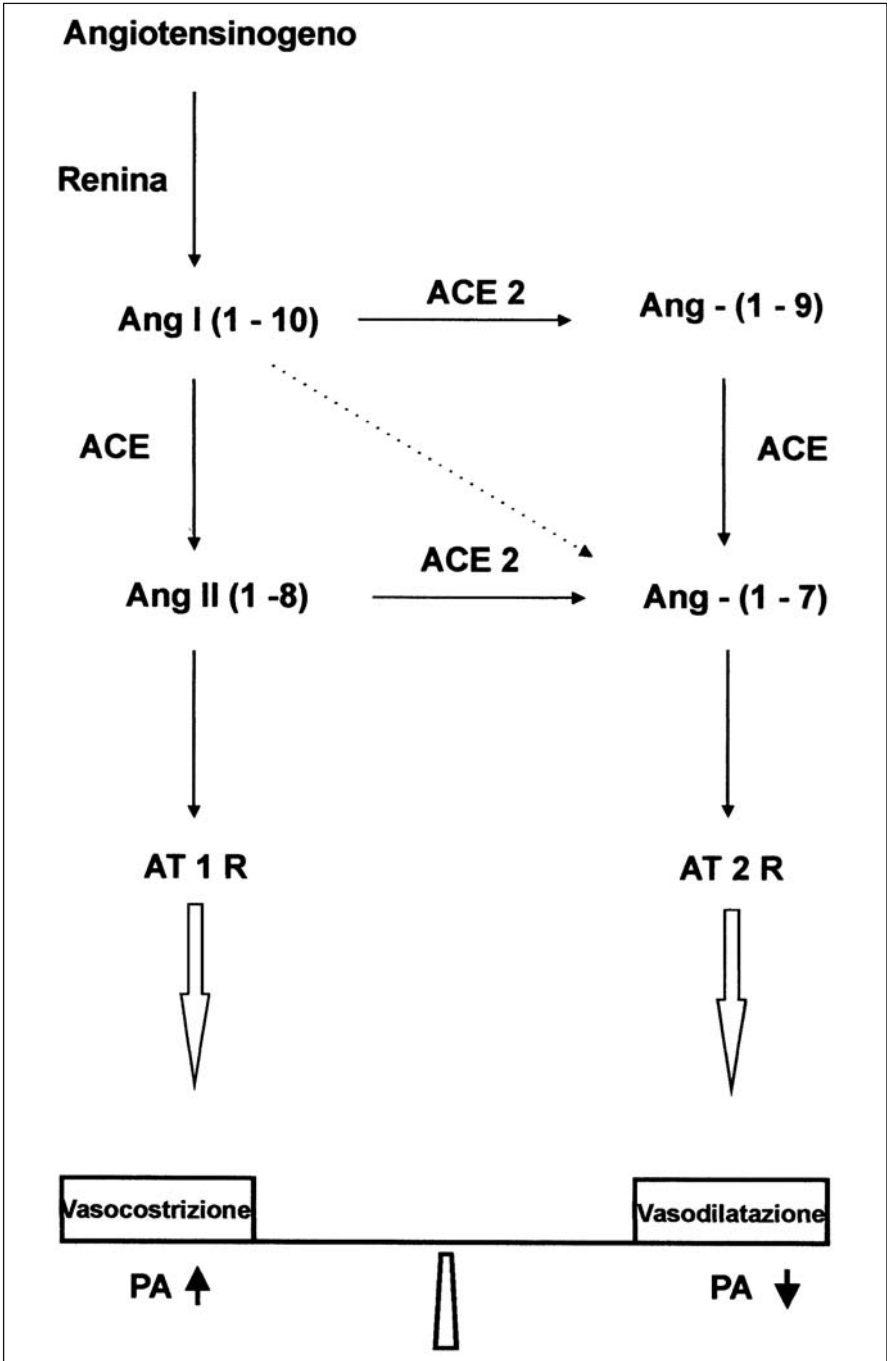 Angiotensinogeno
Renina
ACE 2
Ang I (1 - 10)
Ang - (1 - 9)
ACE
ACE
ACE 2
Ang II (1 -8)
Ang - (1 - 7)
AT 1 R
AT 2 R
Vasocostrizione
Vasodilatazione
PA
PA